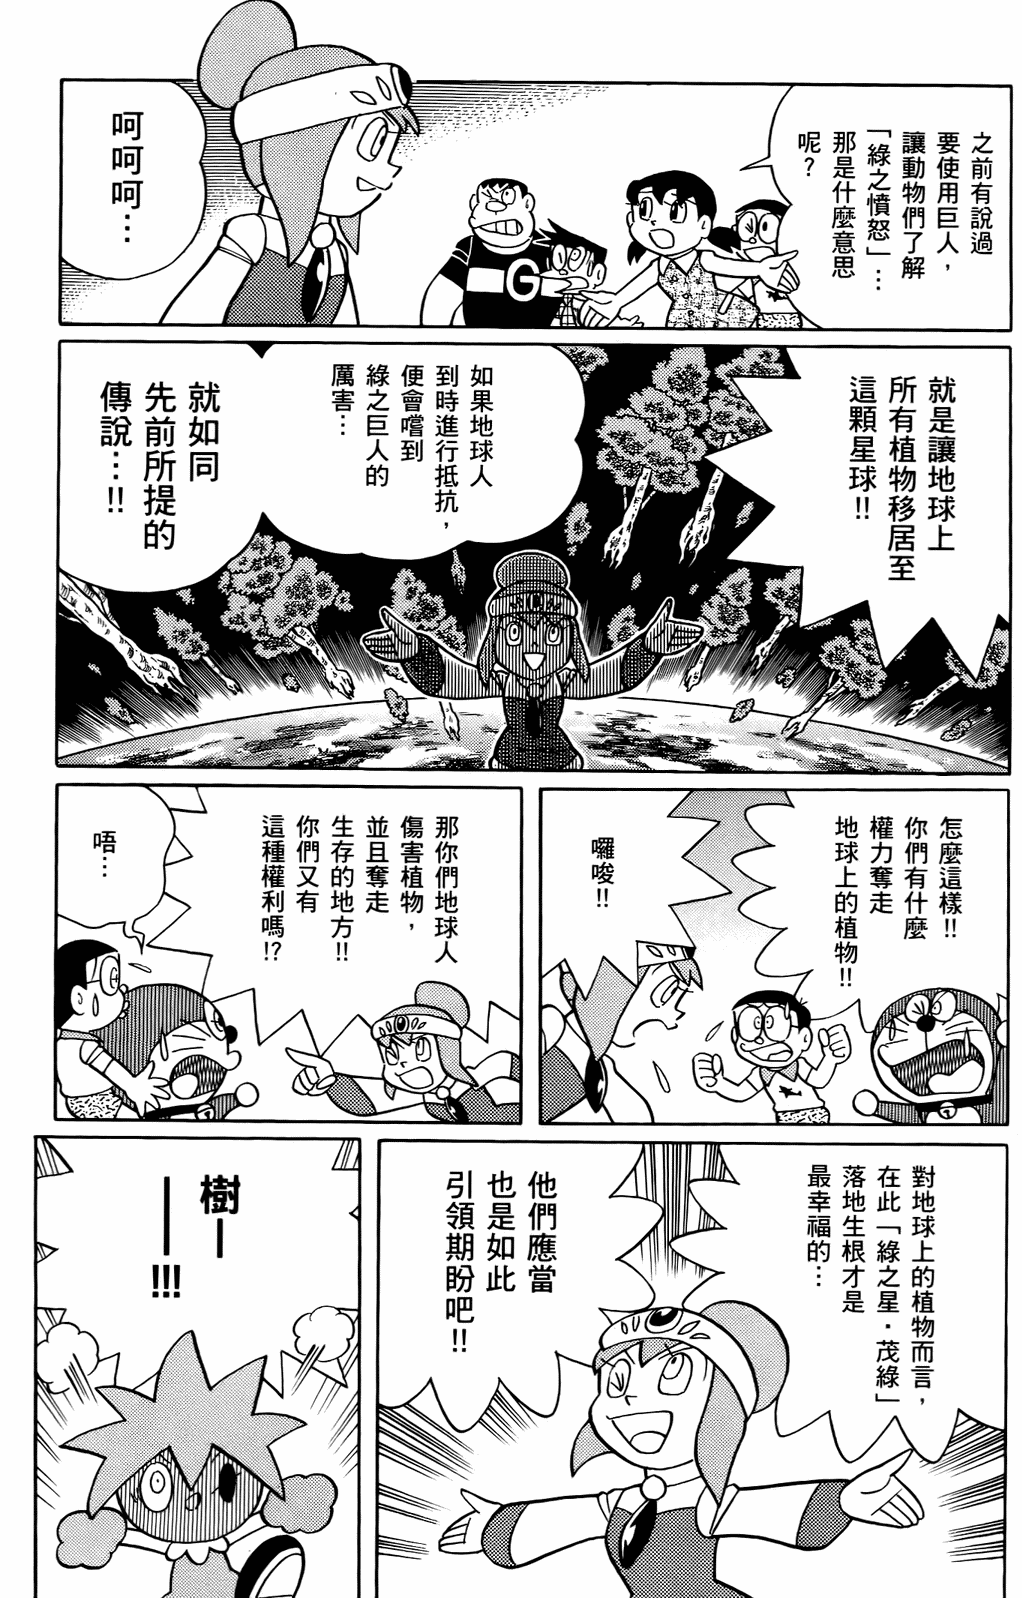 之前有說過
要使用巨人，
讓動物們了解
「綠之憤怒」…
那是什麼意思
呢？
G
呵呵呵…
就是讓地球上
所有植物移居至
這顆星球!!
如果地球人
到時進行抵抗，
便會嚐到
綠之巨人的
厲害…
就如同
先前所提的
傳說…!!
怎麼這樣!!
你們有什麼
權力奪走
地球上的植物!!
囉唆!!
那你們地球人
傷害植物，
並且奪走
生存的地方!!
你們又有
這種權利嗎!?
唔…
對地球上的植物而言，
在此「綠之星·茂綠」
落地生根才是
最幸福的…
他們應當
也是如此
引領期盼吧!!
樹—
—!!!